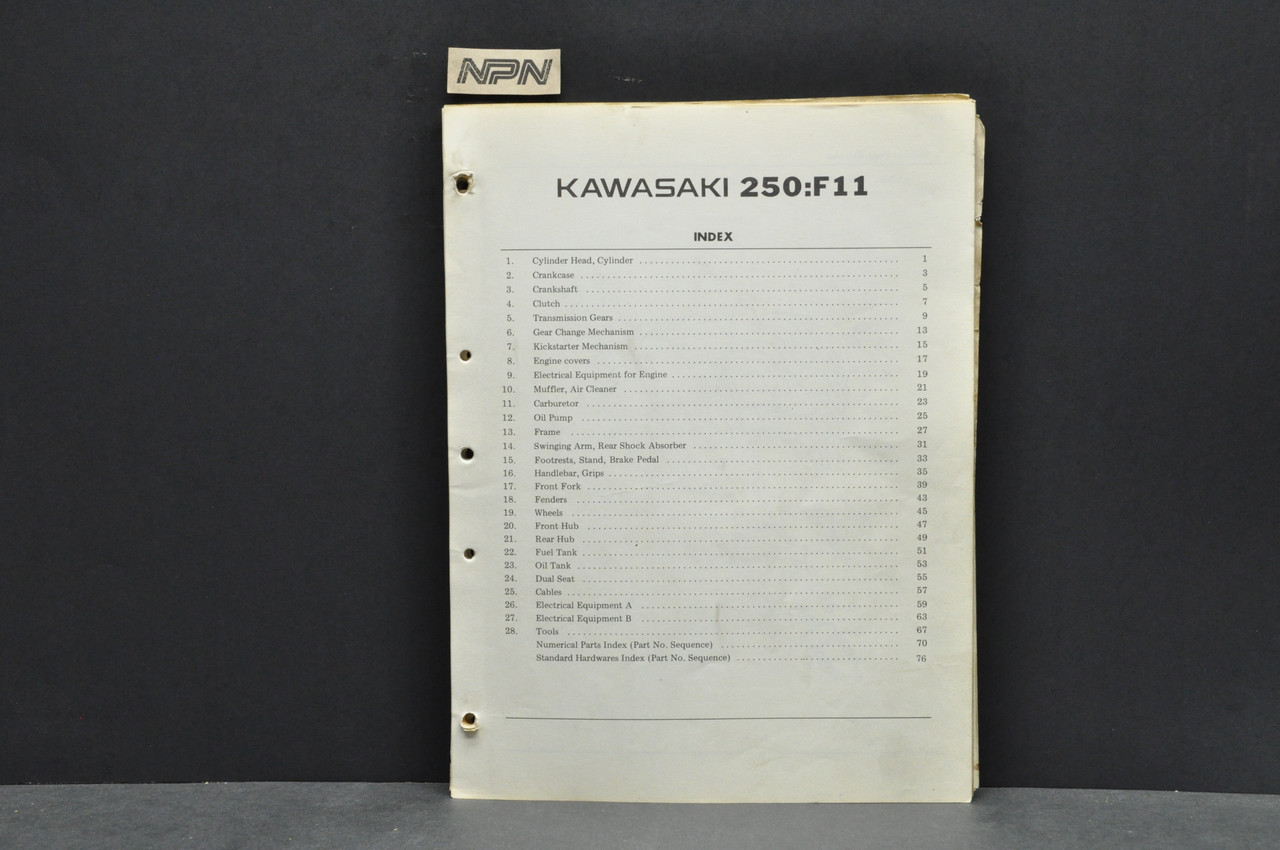 NPN
KAWASAKI 250:F11
INDEX
1. Cylinder Head, Cylinder 1
2. Crankcase 3
3. Crankshaft 5
4. Clutch 7
5. Transmission Gears 9
6. Gear Change Mechanism 13
7. Kickstarter Mechanism 15
8. Engine covers 17
9. Electrical Equipment for Engine 19
10. Muffler, Air Cleaner 21
11. Carburetor 23
12. Oil Pump 25
13. Frame 27
14. Swinging Arm, Rear Shock Absorber 31
15. Footrests, Stand, Brake Pedal 33
16. Handlebar, Grips 35
17. Front Fork 39
18. Fenders 43
19. Wheels 45
20. Front Hub 47
21. Rear Hub 49
22. Fuel Tank 51
23. Oil Tank 53
24. Dual Seat 55
25. Cables 57
26. Electrical Equipment A 59
27. Electrical Equipment B 63
28. Tools 67
Numerical Parts Index (Part No. Sequence) 70
Standard Hardwares Index (Part No. Sequence) 76